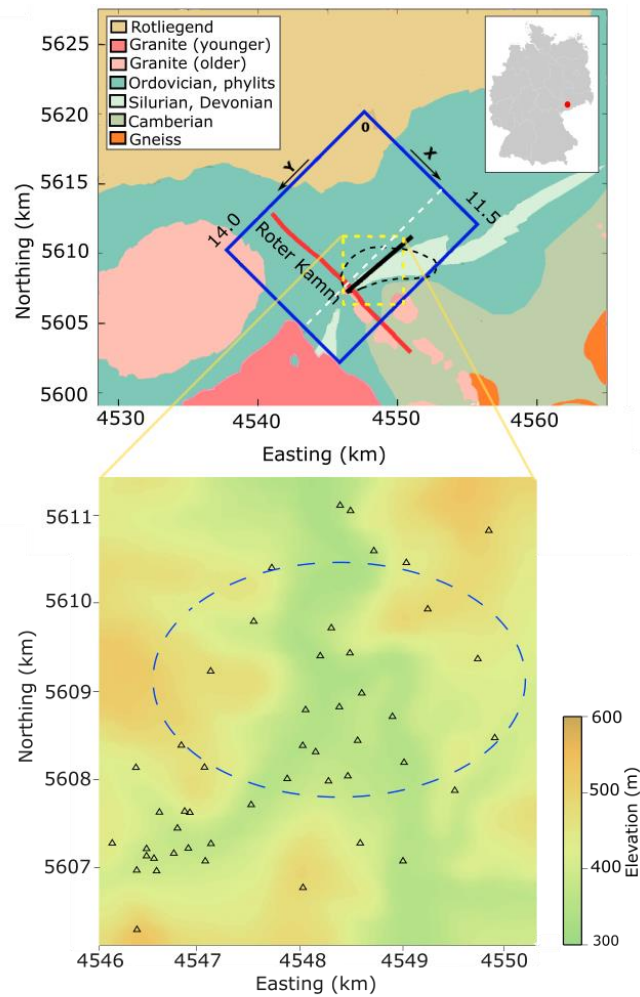 5625
5620
5615
5610
5605
5600
Northing (km)
Rotliegend
Granite (younger)
Granite (older)
Ordovician, phylits
Silurian, Devonian
Camberian
Gneiss
0
X
Y
14.0
11.5
Roter Kamm
4530
4540
4550
4560
Easting (km)
5611
5610
5609
5608
5607
Northing (km)
4546
4547
4548
4549
4550
Easting (km)
600
500
400
300
Elevation (m)